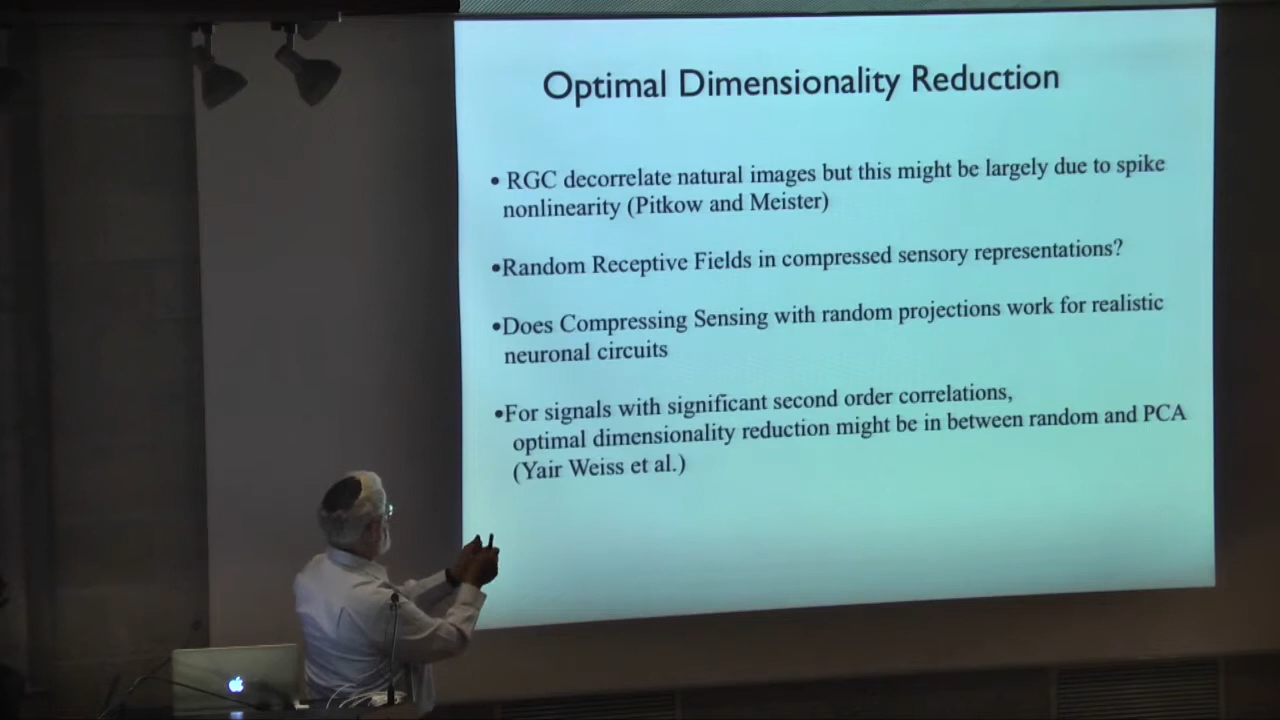 Optimal Dimensionality Reduction
• RGC decorrelate natural images but this might be largely due to spike
nonlinearity (Pitkow and Meister)
•Random Receptive Fields in compressed sensory representations?
•Does Compressing Sensing with random projections work for realistic
neuronal circuits
•For signals with significant second order correlations,
optimal dimensionality reduction might be in between random and PCA
(Yair Weiss et al.)